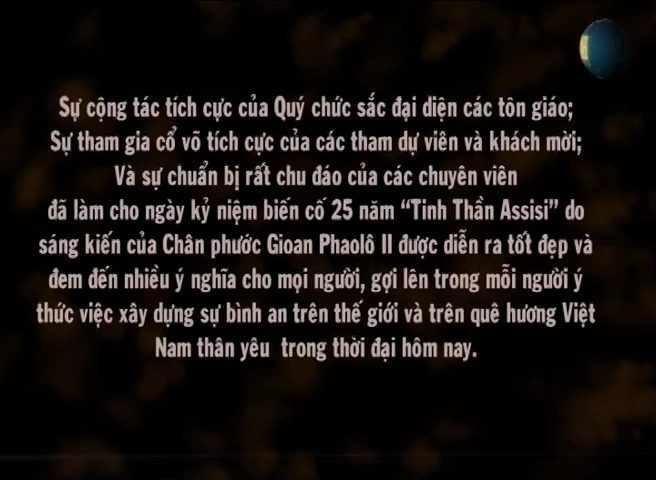 Sự cộng tác tích cực của Quý chức sắc đại diện các tôn giáo;
Sự tham gia cổ võ tích cực của các tham dự viên và khách mời;
Và sự chuẩn bị rất chu đáo của các chuyên viên
đã làm cho ngày kỷ niệm biến cố 25 năm “Tinh Thần Assisi” do
sáng kiến của Chân phước Gioan Phaolô II được diễn ra tốt đẹp và
đem đến nhiều ý nghĩa cho mọi người, gợi lên trong mỗi người ý
thức việc xây dựng sự bình an trên thế giới và trên quê hương Việt
Nam thân yêu trong thời đại hôm nay.